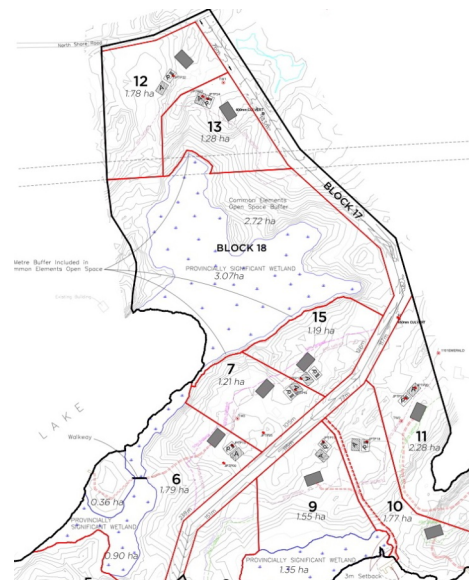 North Shore Road
12
1.78 ha
13
1.28 ha
BLOCK 17
Common Elements
Open Space Buffer
2.72 ha
BLOCK 18
Metre Buffer Included in
mmon Elements Open Space
PROVINCIALLY SIGNIFICANT WETLAND
3.07ha
Existing Building
15
1.19 ha
7
1.21 ha
LAKE
Walkway
6
1.79 ha
0.36 ha
PROVINCIALLY
SIGNIFICANT WETLAND
0.90 ha
9
1.55 ha
10
1.77 ha
11
2.28 ha
PROVINCIALLY SIGNIFICANT WETLAND
1.35 ha
3m Setback